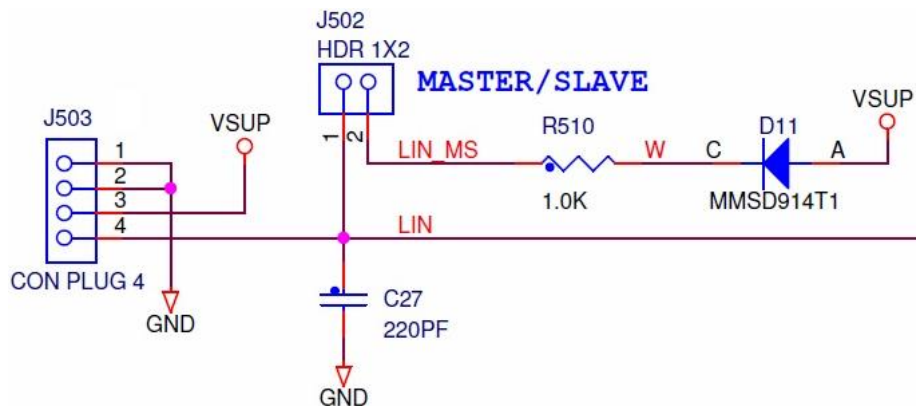 J502
HDR 1X2
MASTER/SLAVE
J503
VSUP
VSUP
R510
D11
1
1
2
LIN_MS
W
C
A
2
3
1.0K
MMSD914T1
4
LIN
CON PLUG 4
C27
GND
220PF
GND